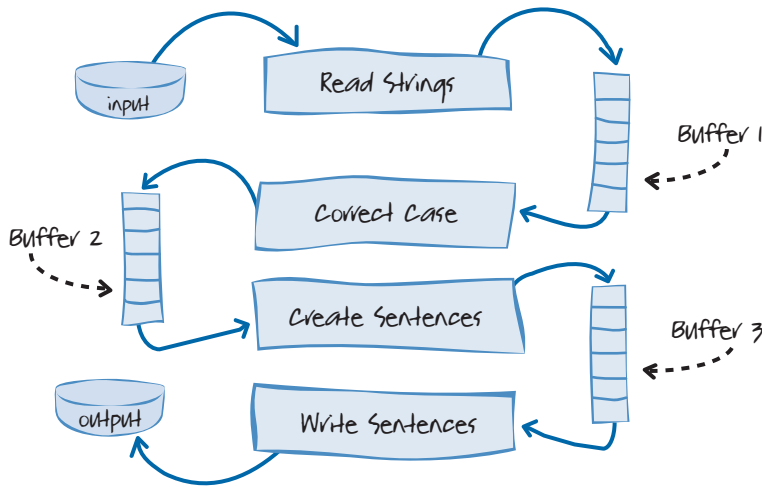 Read Strings
input
Buffer 1
Correct Case
Buffer 2
Create Sentences
Buffer 3
Write Sentences
output